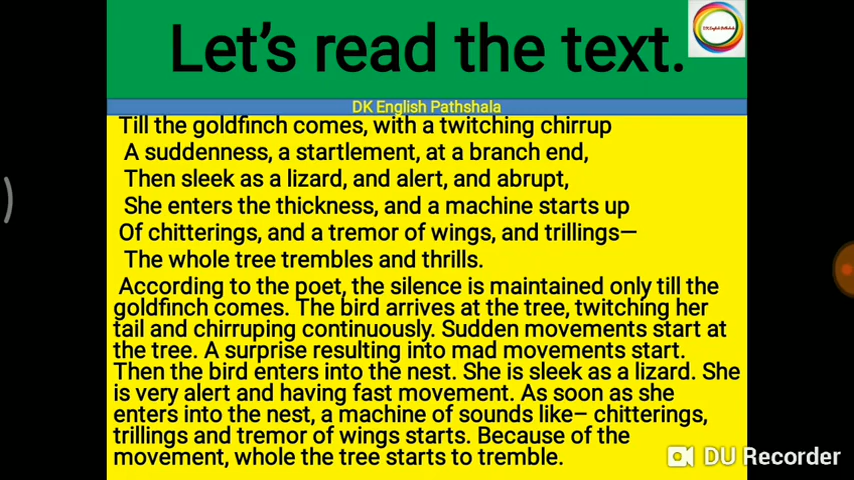 Let's read the text.
DK English Pathshala
DK English Pathshala
Till the goldfinch comes, with a twitching chirrup
A suddenness, a startlement, at a branch end,
Then sleek as a lizard, and alert, and abrupt,
She enters the thickness, and a machine starts up
Of chitterings, and a tremor of wings, and trillings—
The whole tree trembles and thrills.
According to the poet, the silence is maintained only till the
goldfinch comes. The bird arrives at the tree, twitching her
tail and chirruping continuously. Sudden movements start at
the tree. A surprise resulting into mad movements start.
Then the bird enters into the nest. She is sleek as a lizard. She
is very alert and having fast movement. As soon as she
enters into the nest, a machine of sounds like– chitterings,
trillings and tremor of wings starts. Because of the
movement, whole the tree starts to tremble.
DU Recorder